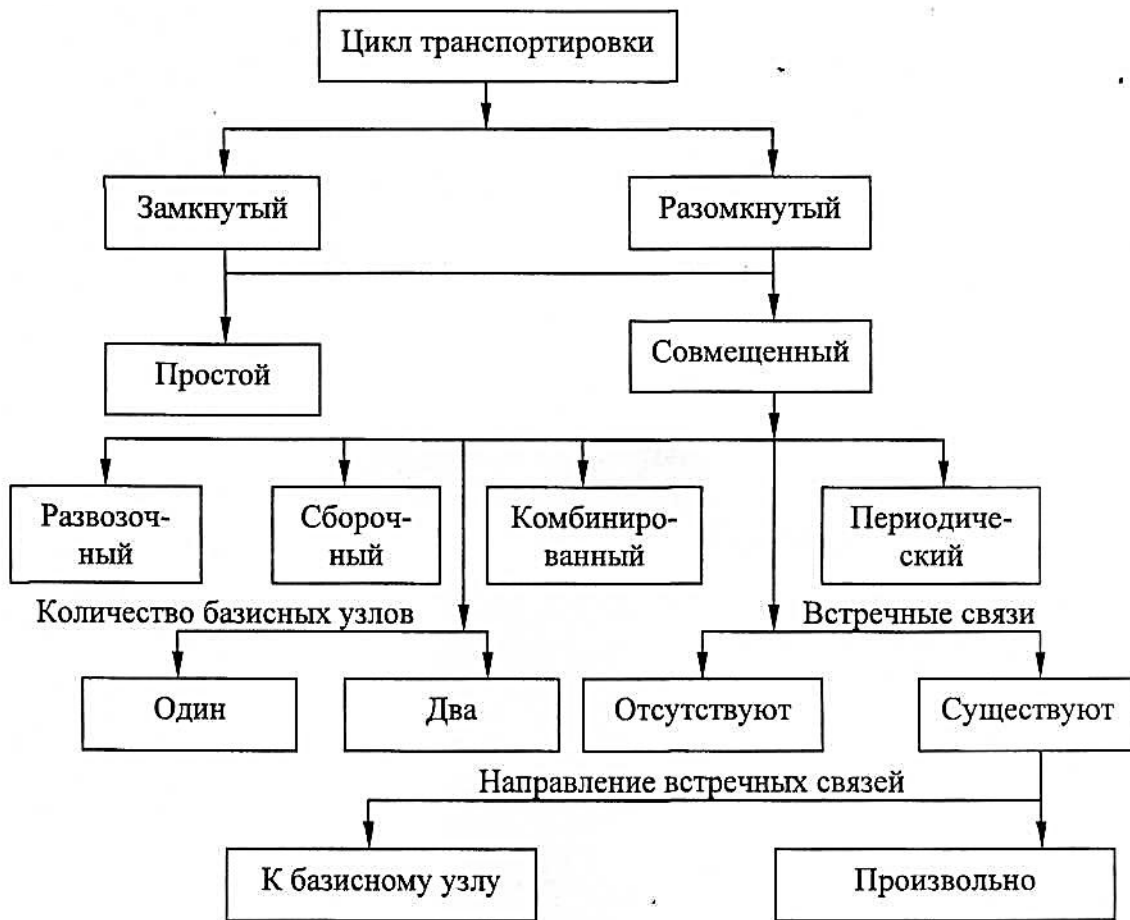 Цикл транспортировки
Замкнутый
Разомкнутый
Простой
Совмещенный
Развозоч-
ный
Сбороч-
ный
Комбиниро-
ванный
Периодиче-
ский
Количество базисных узлов
Встречные связи
Один
Два
Отсутствуют
Существуют
Направление встречных связей
К базисному узлу
Произвольно